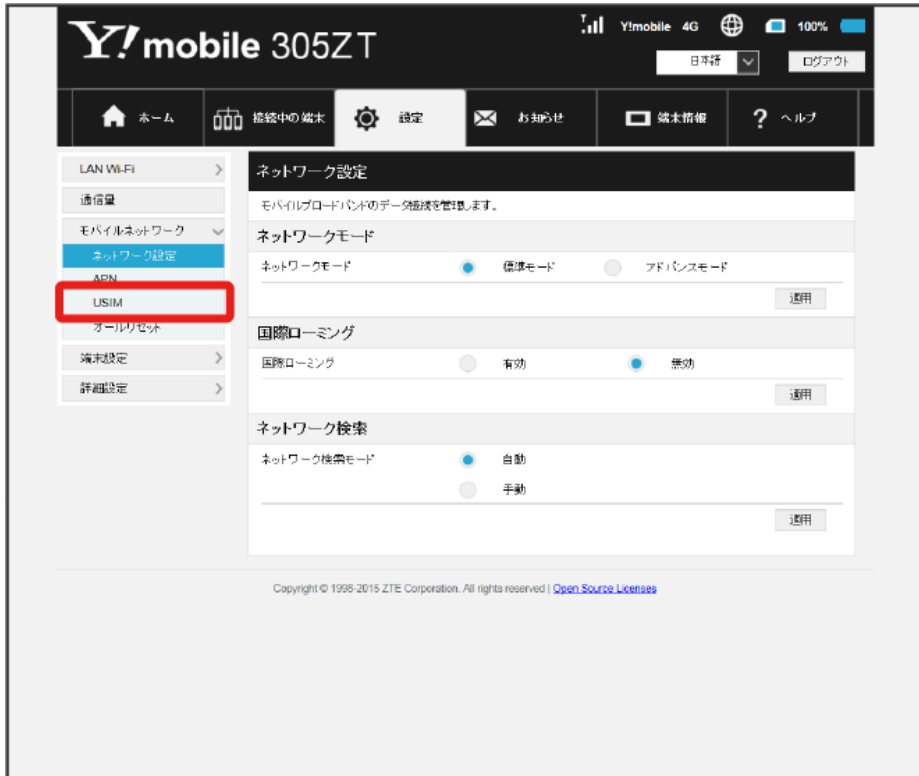 Y! mobile 305ZT
Y!mobile 4G 100%
日本語 ログアウト
ホーム 接続中の端末 設定 お知らせ 端末情報 ? ヘルプ
LAN Wi-Fi
通信量
モバイルネットワーク
ネットワーク設定
APN
USIM
オールリセット
端末設定
詳細設定
ネットワーク設定
モバイルブロードバンドのデータ接続を管理します。
ネットワークモード
ネットワークモード 標準モード アドバンスモード
適用
国際ローミング
国際ローミング 有効 無効
適用
ネットワーク検索
ネットワーク検索モード 自動
手動
適用
Copyright © 1998-2015 ZTE Corporation. All rights reserved | Open Source Licenses